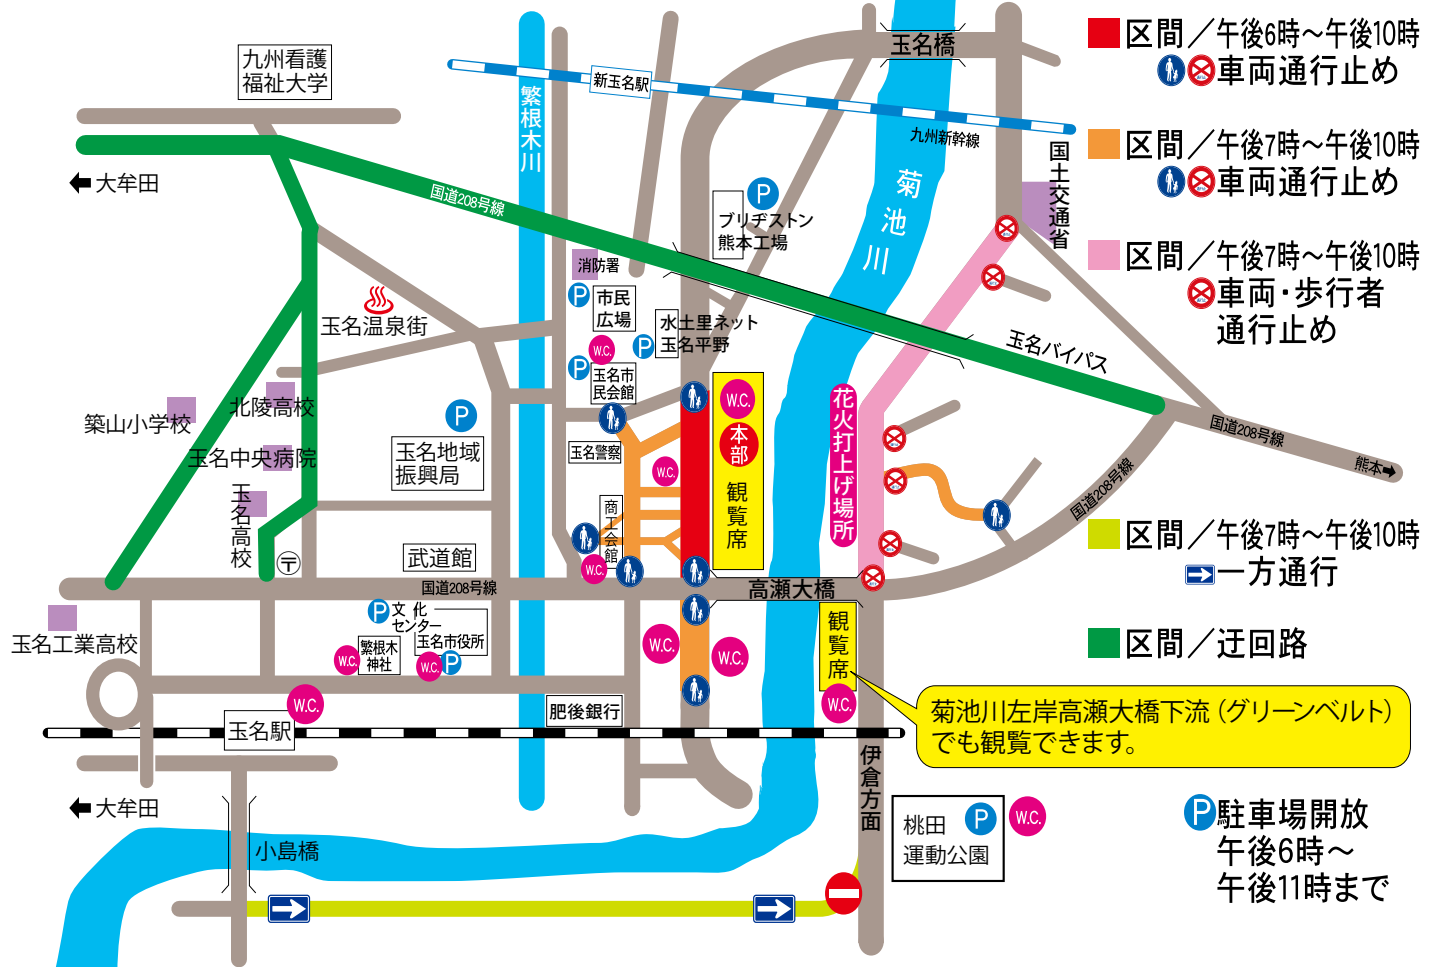 九州看護
福祉大学
大牟田
国道208号線
繁根木川
新玉名駅
玉名橋
九州新幹線
菊池川
国土交通省
P
ブリヂストン
熊本工場
消防署
P
市民
広場
W.C.
水土里ネット
玉名平野
P
P
玉名市
民会館
玉名温泉街
玉名バイパス
国道208号線
熊本
国道208号線
築山小学校
北陵高校
玉名中央病院
玉名高校
〒
P
玉名地域
振興局
玉名警察
W.C.
W.C.
本部
観覧席
花火打上げ場所
商工会館
W.C.
武道館
国道208号線
高瀬大橋
玉名工業高校
P
文化
センター
玉名市役所
繁根木
神社
W.C.
W.C.
P
W.C.
W.C.
観覧席
W.C.
W.C.
玉名駅
肥後銀行
菊池川左岸高瀬大橋下流（グリーンベルト）
でも観覧できます。
伊倉方面
大牟田
小島橋
桃田
運動公園
P
W.C.
区間／午後6時～午後10時
車両通行止め
区間／午後7時～午後10時
車両通行止め
区間／午後7時～午後10時
車両・歩行者
通行止め
区間／午後7時～午後10時
一方通行
区間／迂回路
P駐車場開放
午後6時～
午後11時まで